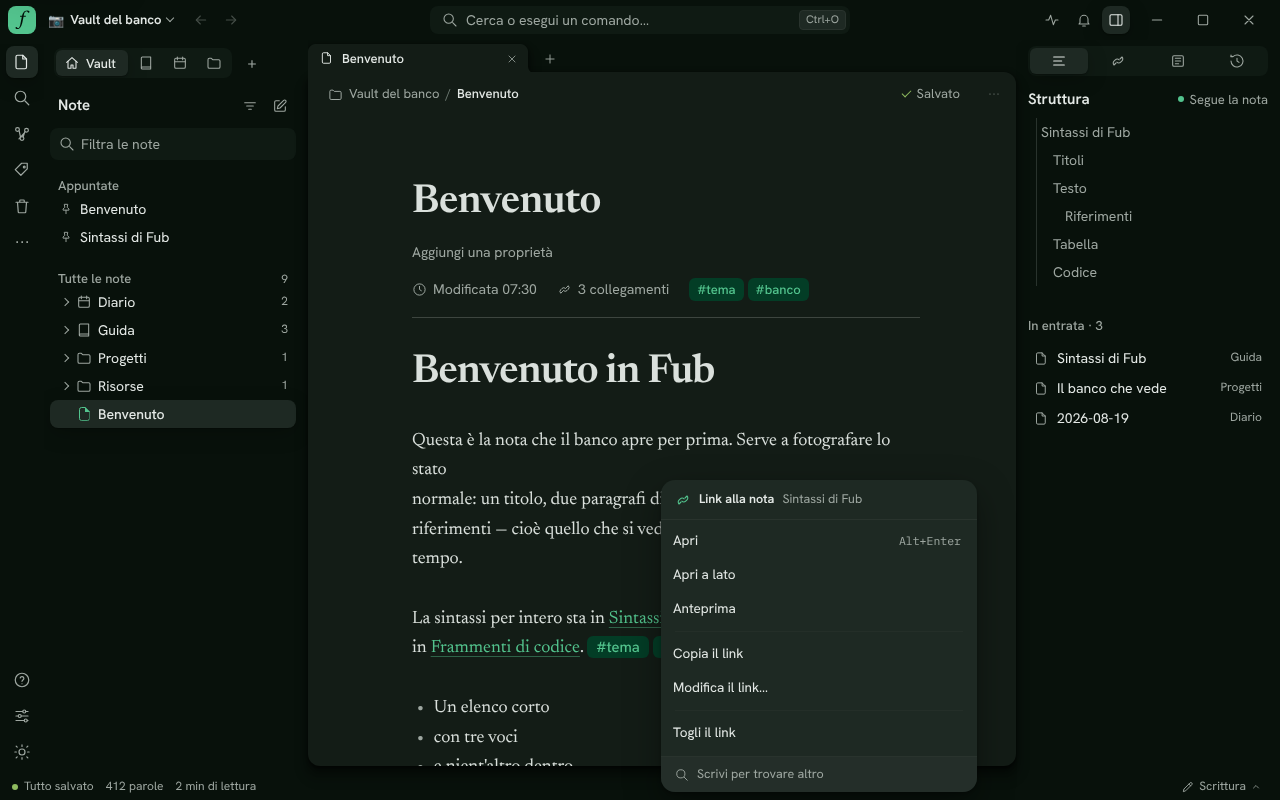 Vault del banco
Cerca o esegui un comando...
Ctrl+O
Vault
Note
Filtra le note
Appuntate
Benvenuto
Sintassi di Fub
Tutte le note 9
Diario 2
Guida 3
Progetti 1
Risorse 1
Benvenuto
Benvenuto
Vault del banco / Benvenuto
Salvato
Benvenuto
Aggiungi una proprietà
Modificata 07:30 3 collegamenti #tema #banco
Benvenuto in Fub
Questa è la nota che il banco apre per prima. Serve a fotografare lo
stato
normale: un titolo, due paragrafi
riferimenti — cioè quello che si
tempo.
La sintassi per intero sta in
in Frammenti di codice. #tema
• Un elenco corto
• con tre voci
• e nient'altro dentro
Link alla nota Sintassi di Fub
Apri Alt+Enter
Apri a lato
Anteprima
Copia il link
Modifica il link...
Togli il link
Scrivi per trovare altro
Struttura
Segue la nota
Sintassi di Fub
Titoli
Testo
Riferimenti
Tabella
Codice
In entrata · 3
Sintassi di Fub Guida
Il banco che vede Progetti
2026-08-19 Diario
Tutto salvato 412 parole 2 min di lettura
Scrittura